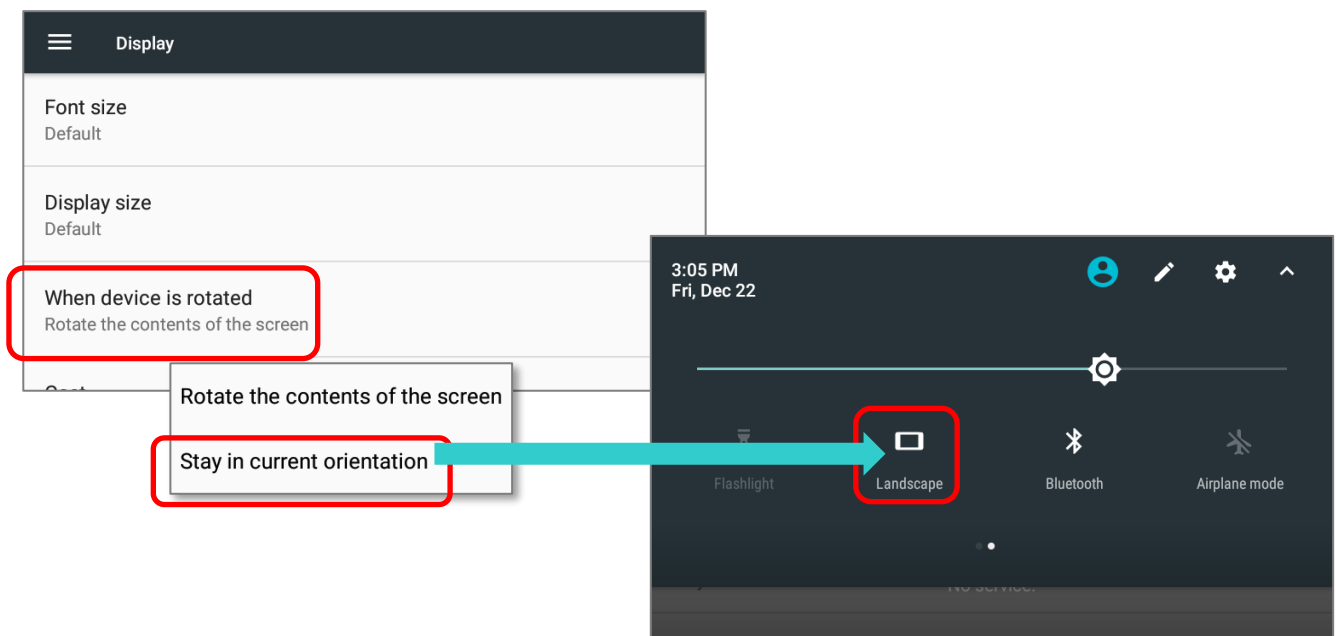 Display
Font size
Default
Display size
Default
When device is rotated
Rotate the contents of the screen
Rotate the contents of the screen
Stay in current orientation
3:05 PM
Fri, Dec 22
Flashlight
Landscape
Bluetooth
Airplane mode
No service.